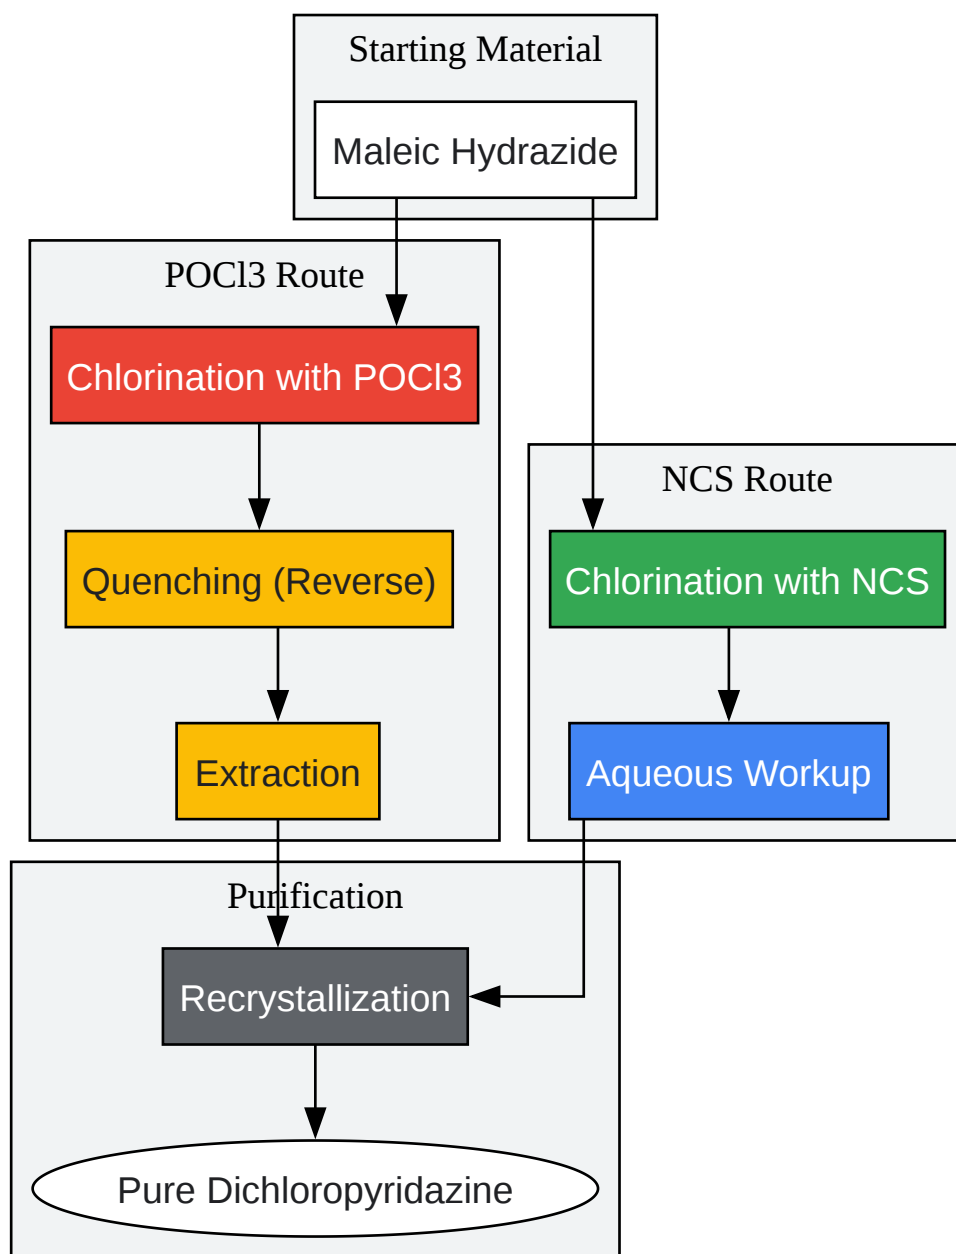 Starting Material
Maleic Hydrazide
POCl3 Route
Chlorination with POCl3
Quenching (Reverse)
Extraction
NCS Route
Chlorination with NCS
Aqueous Workup
Purification
Recrystallization
Pure Dichloropyridazine